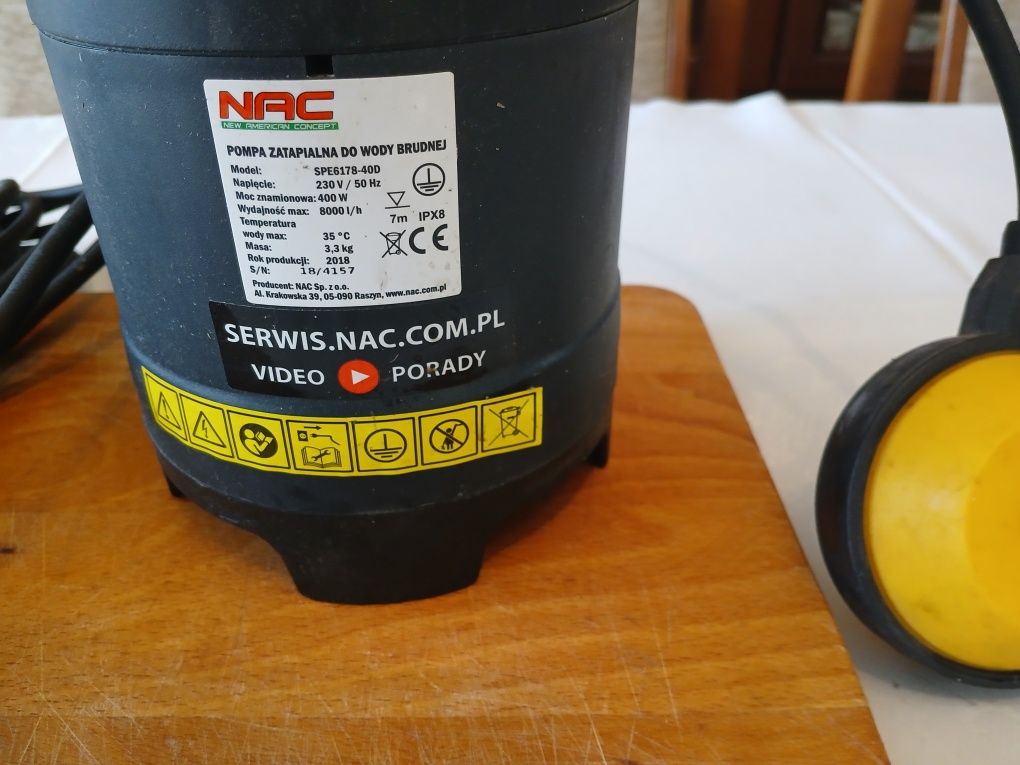 NAC
NEW AMERICAN CONCEPT
POMPA ZATAPIALNA DO WODY BRUDNEJ
Model: SPE6178-40D
Napięcie: 230 V / 50 Hz
Moc znamionowa: 400 W
Wydajność max: 8000 l/h
Temperatura
wody max: 35 °C
Masa: 3,3 kg
Rok produkcji: 2018
S/N: 18/4157
7m IPX8
CE
Producent: NAC Sp. z o.o.
Al. Krakowska 39, 05-090 Raszyn, www.nac.com.pl
SERWIS.NAC.COM.PL
VIDEO PORADY